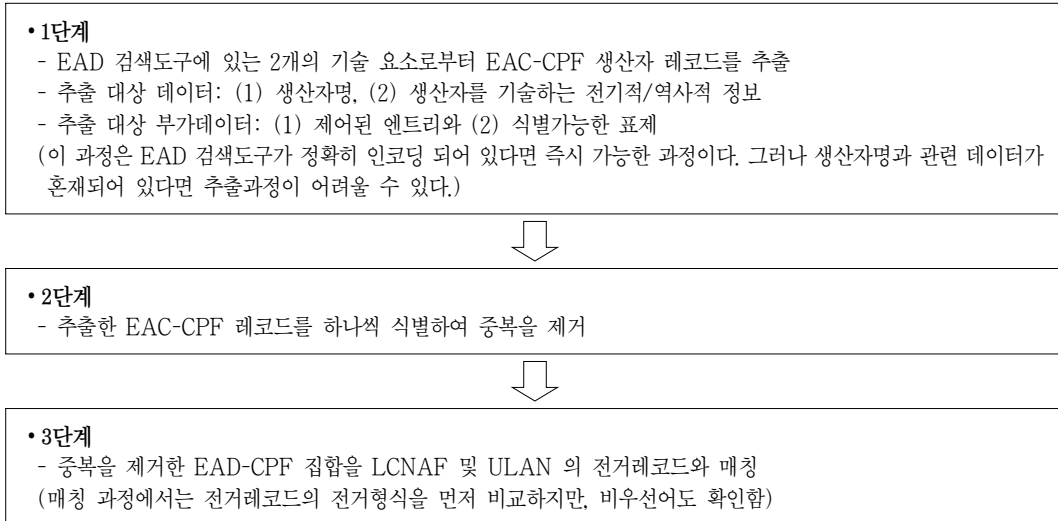 • 1단계
- EAD 검색도구에 있는 2개의 기술 요소로부터 EAC-CPF 생산자 레코드를 추출
- 추출 대상 데이터: (1) 생산자명, (2) 생산자를 기술하는 전기적/역사적 정보
- 추출 대상 부가데이터: (1) 제어된 엔트리와 (2) 식별가능한 표제
(이 과정은 EAD 검색도구가 정확히 인코딩 되어 있다면 즉시 가능한 과정이다. 그러나 생산자명과 관련 데이터가
혼재되어 있다면 추출과정이 어려울 수 있다.)
• 2단계
- 추출한 EAC-CPF 레코드를 하나씩 식별하여 중복을 제거
• 3단계
- 중복을 제거한 EAD-CPF 집합을 LCNAF 및 ULAN 의 전거레코드와 매칭
(매칭 과정에서는 전거레코드의 전거형식을 먼저 비교하지만, 비우선어도 확인함)